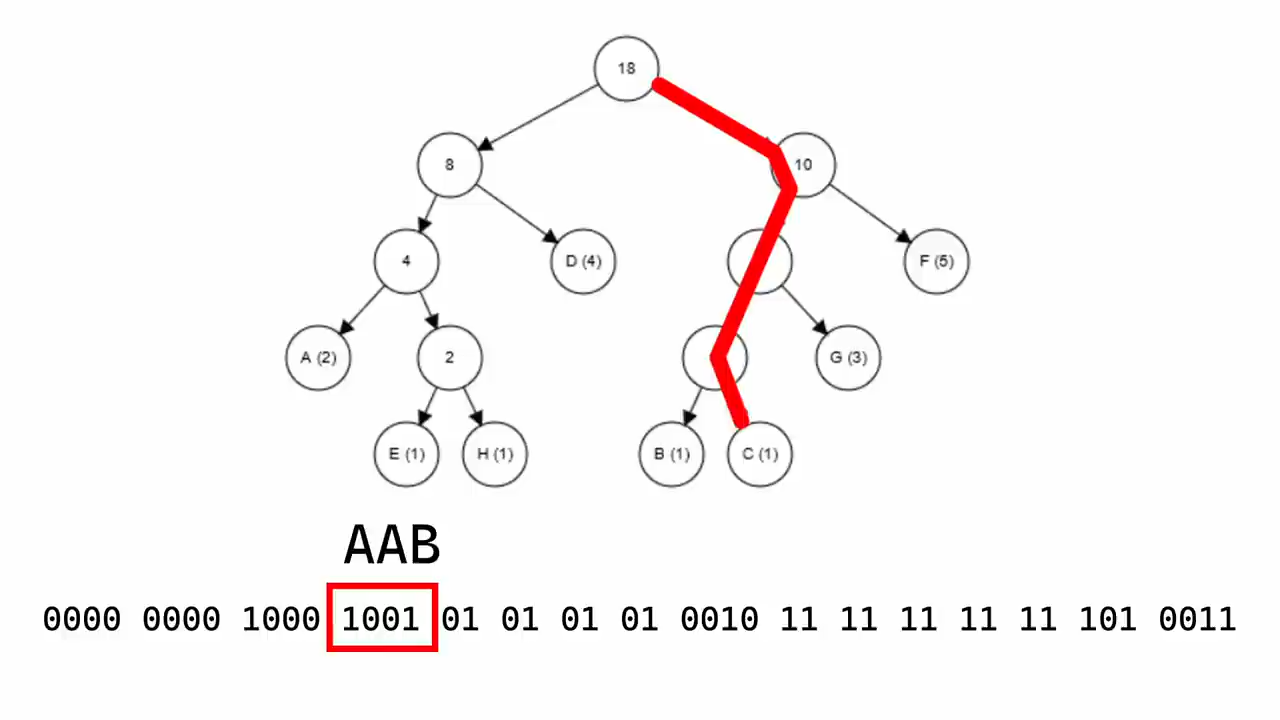 18
8
10
4
D (4)
F (5)
A (2)
2
G (3)
E (1)
H (1)
B (1)
C (1)
AAB
0000 0000 1000 1001 01 01 01 01 0010 11 11 11 11 11 101 0011